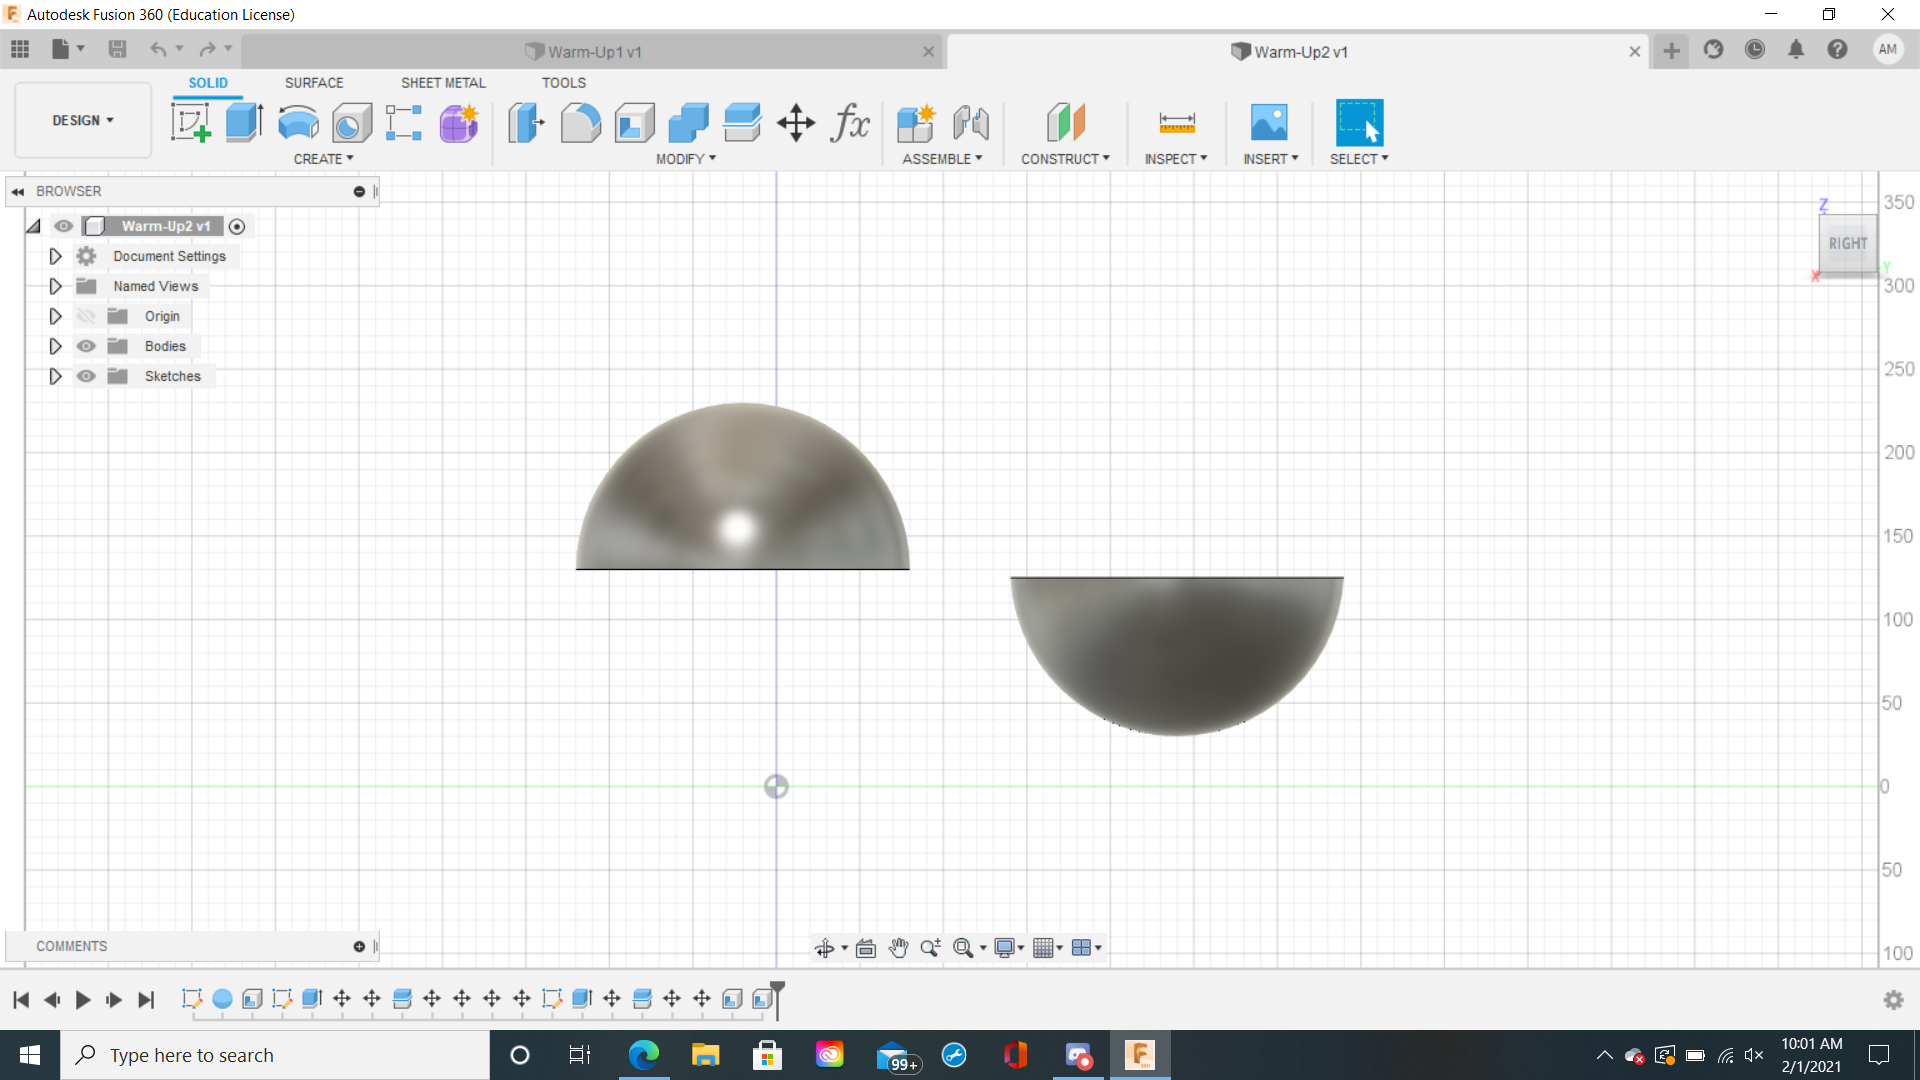 Autodesk Fusion 360 (Education License)
Warm-Up1 v1
Warm-Up2 v1
AM
DESIGN
SOLID
SURFACE
SHEET METAL
TOOLS
fx
CREATE
MODIFY
ASSEMBLE
CONSTRUCT
INSPECT
INSERT
SELECT
BROWSER
Warm-Up2 v1
Document Settings
Named Views
Origin
Bodies
Sketches
Z
RIGHT
X
Y
350
300
250
200
150
100
50
0
50
100
COMMENTS
Type here to search
99+
10:01 AM
2/1/2021